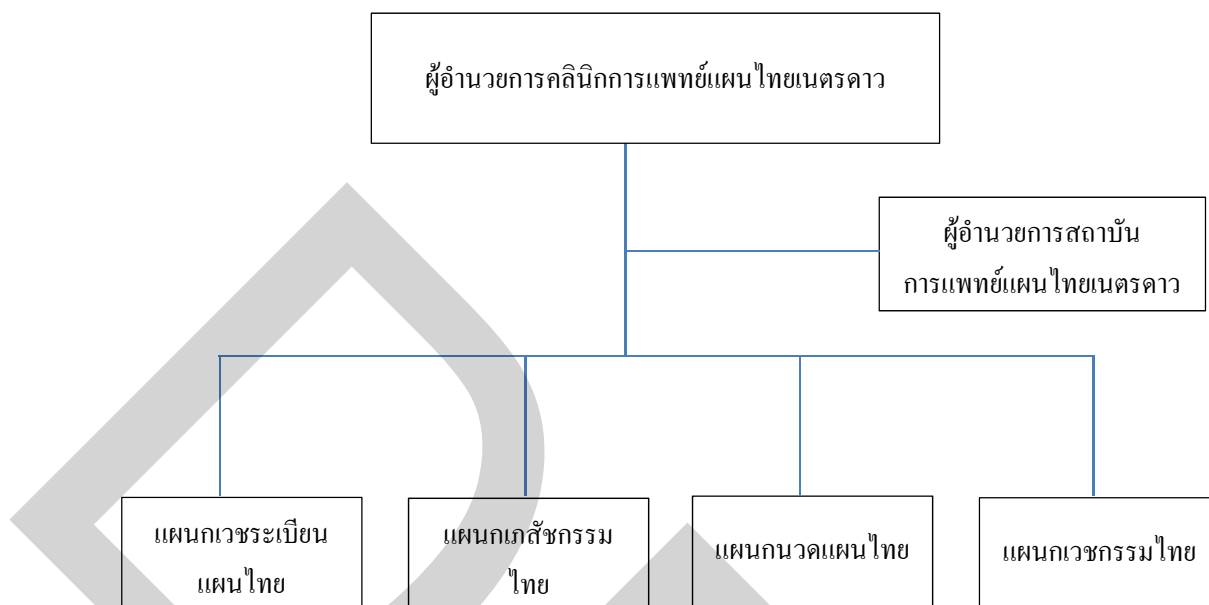 ผู้อำนวยการคลินิกการแพทย์แผนไทยเนตรดาว
ผู้อำนวยการสถาบัน
การแพทย์แผนไทยเนตรดาว
แผนกเวชระเบียน
แผนไทย
แผนกเภสัชกรรม
ไทย
แผนกนวดแผนไทย
แผนกเวชกรรมไทย